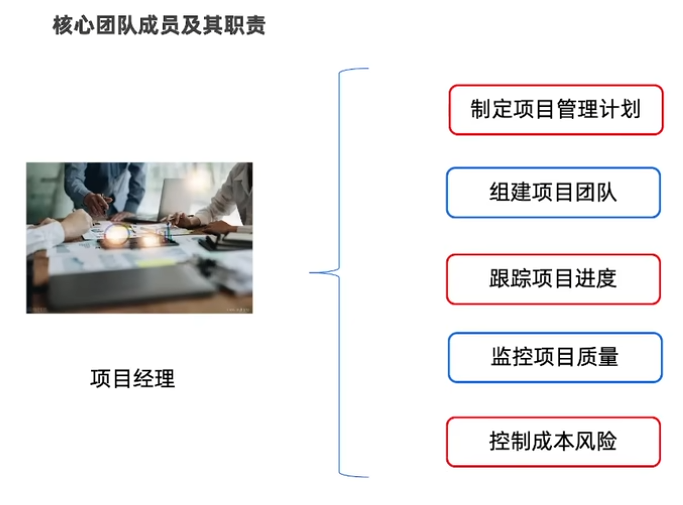 核心团队成员及其职责
制定项目管理计划
组建项目团队
跟踪项目进度
监控项目质量
项目经理
控制成本风险